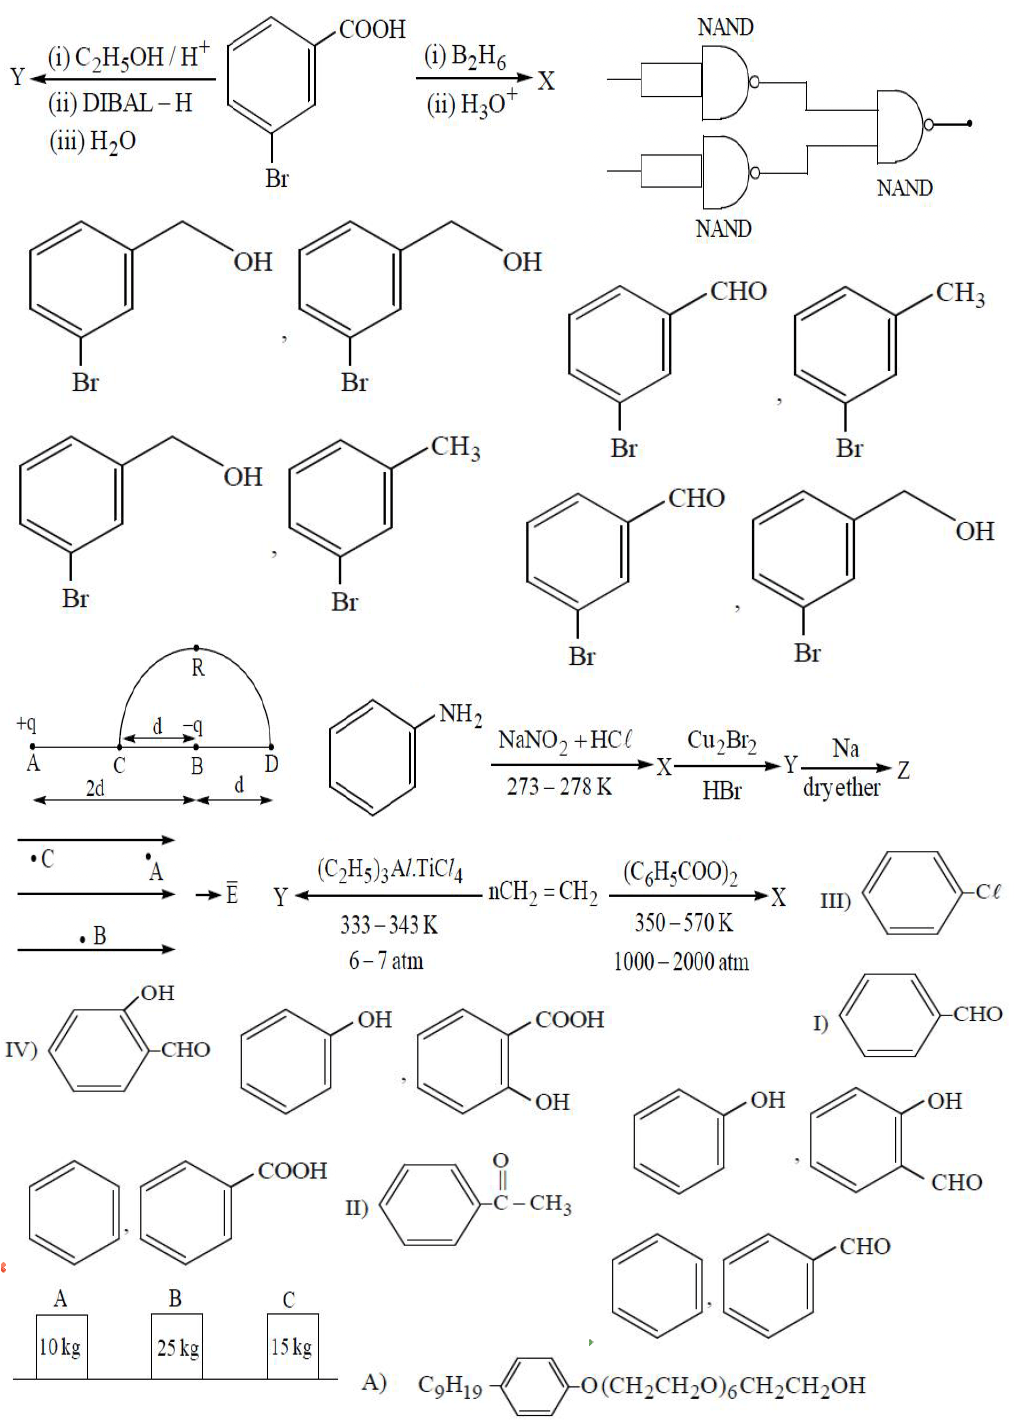 (i) C₂H₅OH / H⁺
(ii) DIBAL – H
(iii) H₂O
Y
COOH
Br
(i) B₂H₆
(ii) H₃O⁺
X
NAND
NAND
NAND
OH
Br
,
OH
Br
CHO
Br
,
CH₃
Br
OH
Br
,
CH₃
Br
CHO
Br
,
OH
Br
R
+q
d
–q
A
C
B
D
2d
d
NH₂
NaNO₂ + HCℓ
273 – 278 K
X
Cu₂Br₂
HBr
Y
Na
dry ether
Z
C
A
B
E̅
Y
(C₂H₅)₃Al.TiCl₄
333 – 343 K
6 – 7 atm
nCH₂ = CH₂
(C₆H₅COO)₂
350 – 570 K
1000 – 2000 atm
X
III)
Cℓ
IV)
OH
CHO
OH
,
COOH
OH
I)
CHO
OH
,
OH
CHO
,
COOH
II)
O
C – CH₃
,
CHO
A
B
C
10 kg
25 kg
15 kg
A) C₉H₁₉
O(CH₂CH₂O)₆CH₂CH₂OH